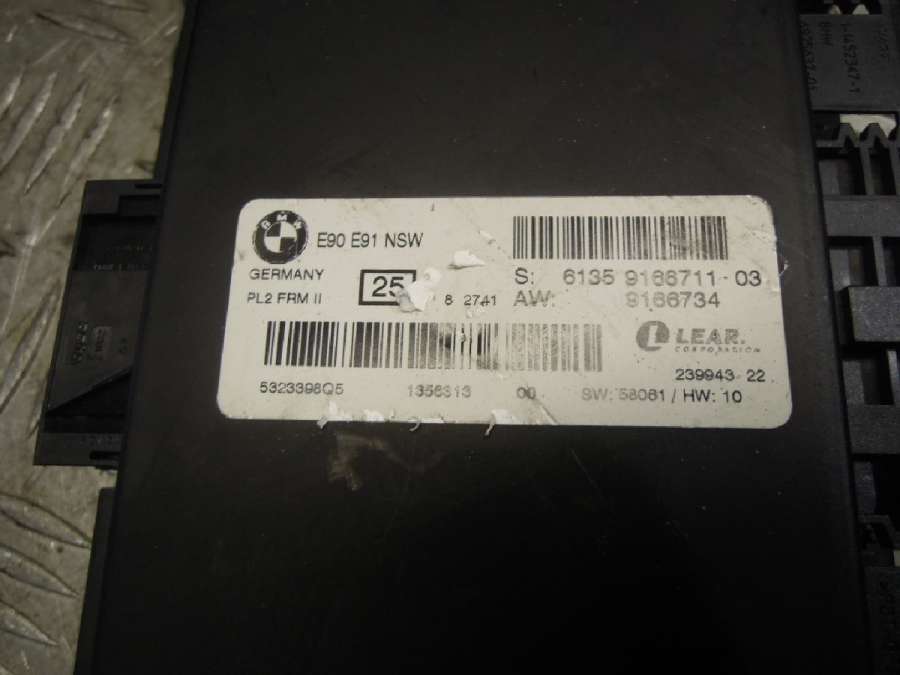 BMW
E90 E91 NSW
GERMANY
PL2 FRM II
25
8 2741
S: 6135 9166711-03
AW: 9166734
LEAR.
CORPORATION
239943 22
5323398Q5 1356313 00 SW: 58061 / HW: 10